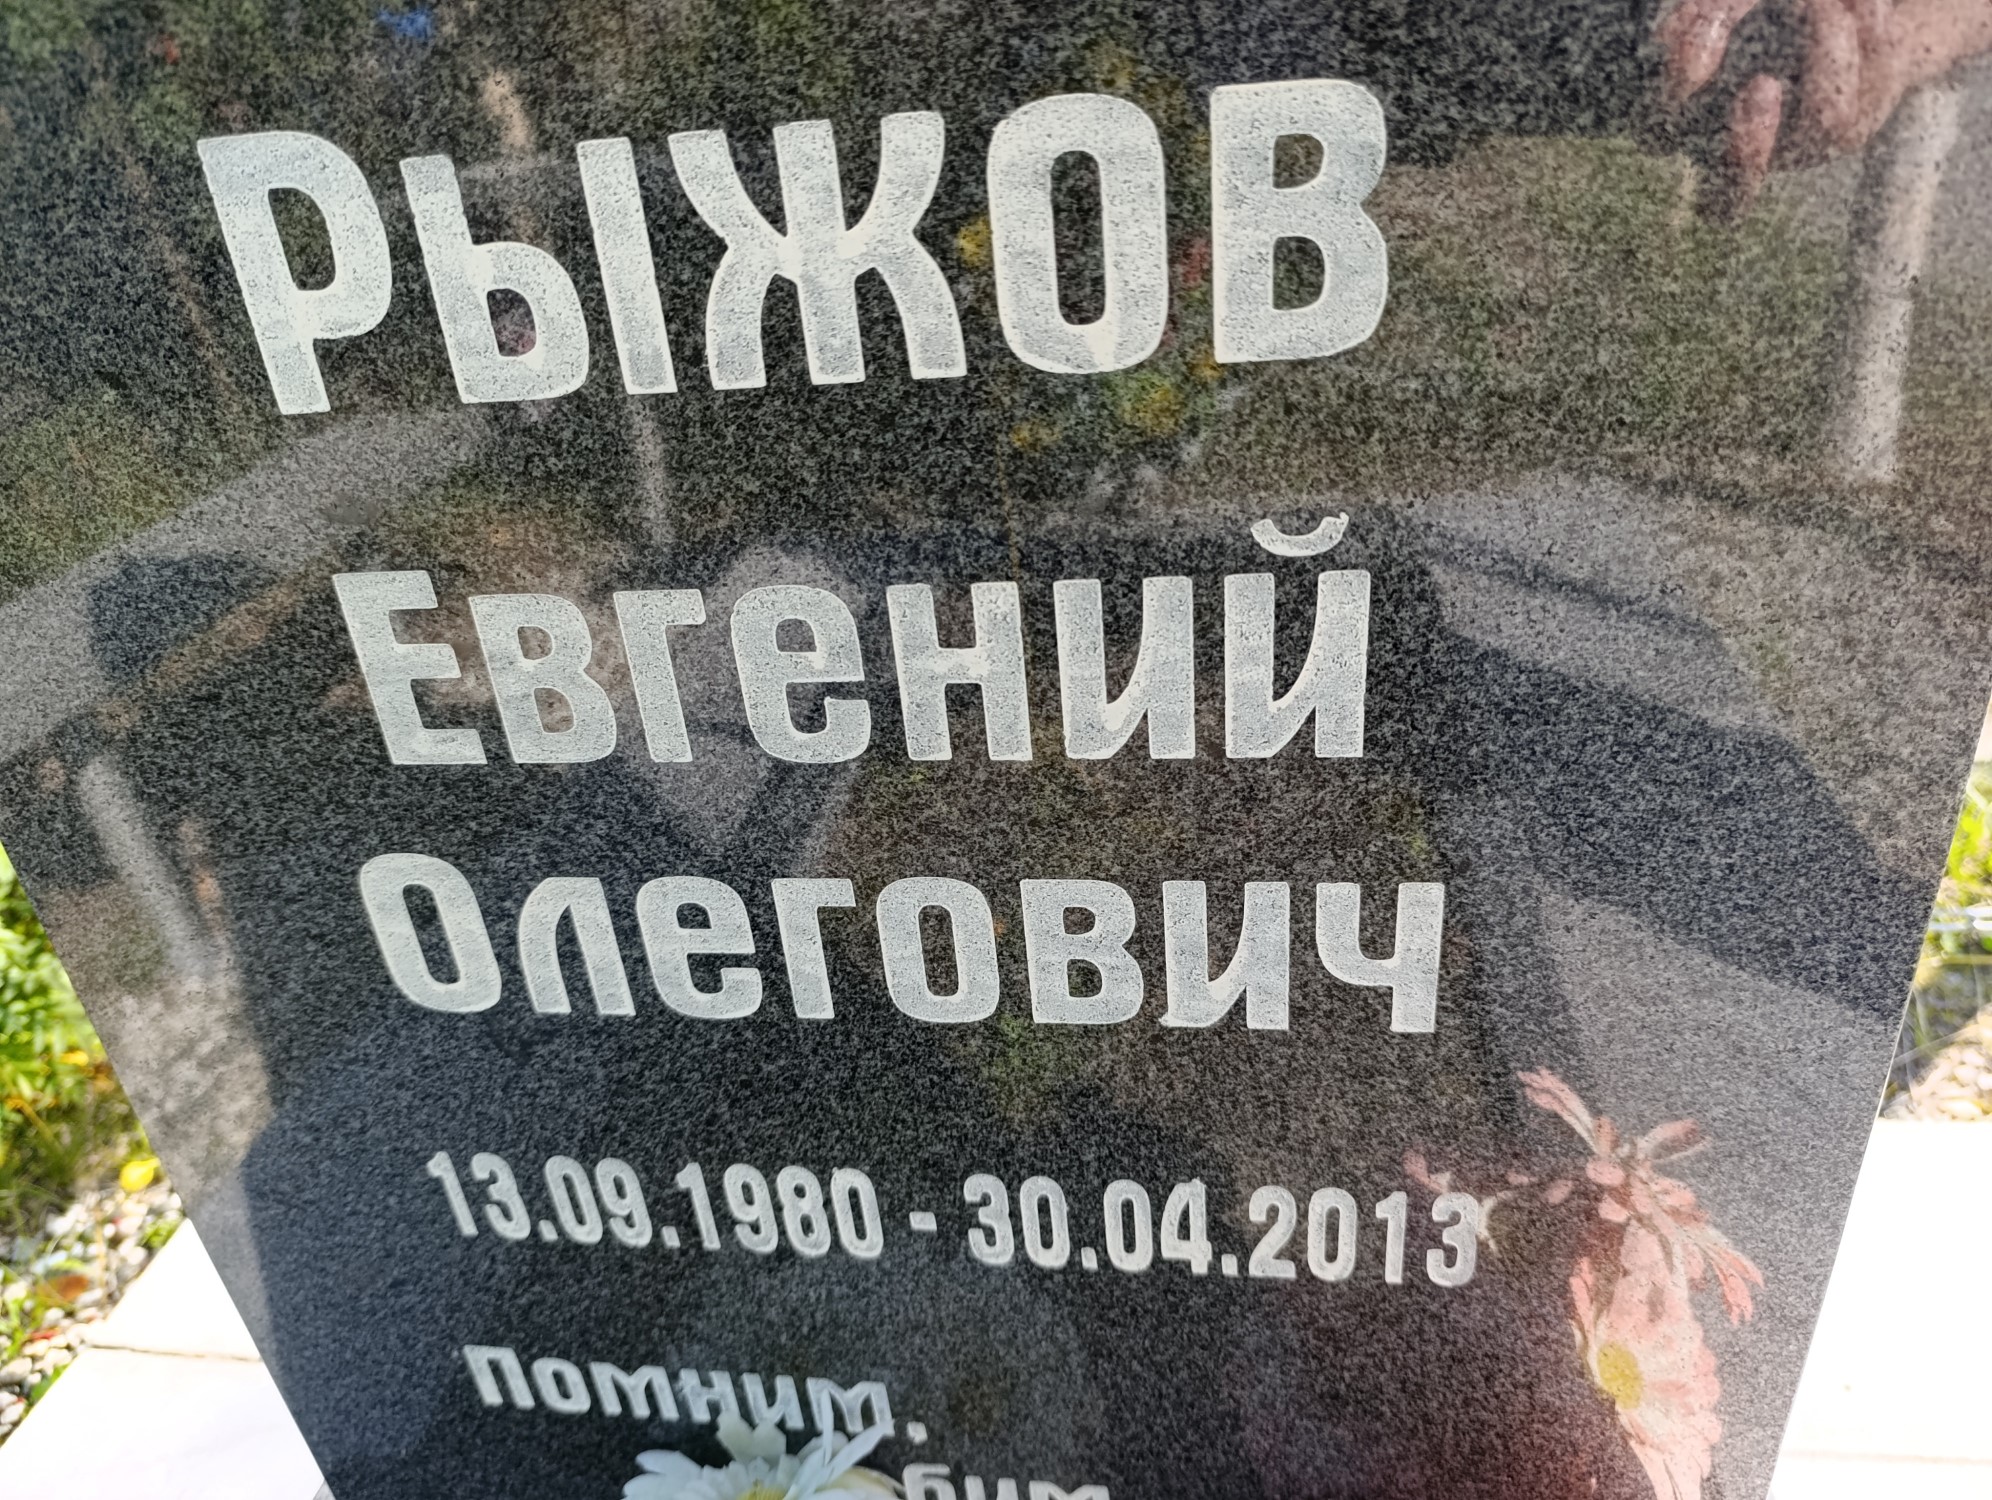 РЫЖОВ
Евгений
Олегович
13.09.1980 - 30.04.2013
помним.